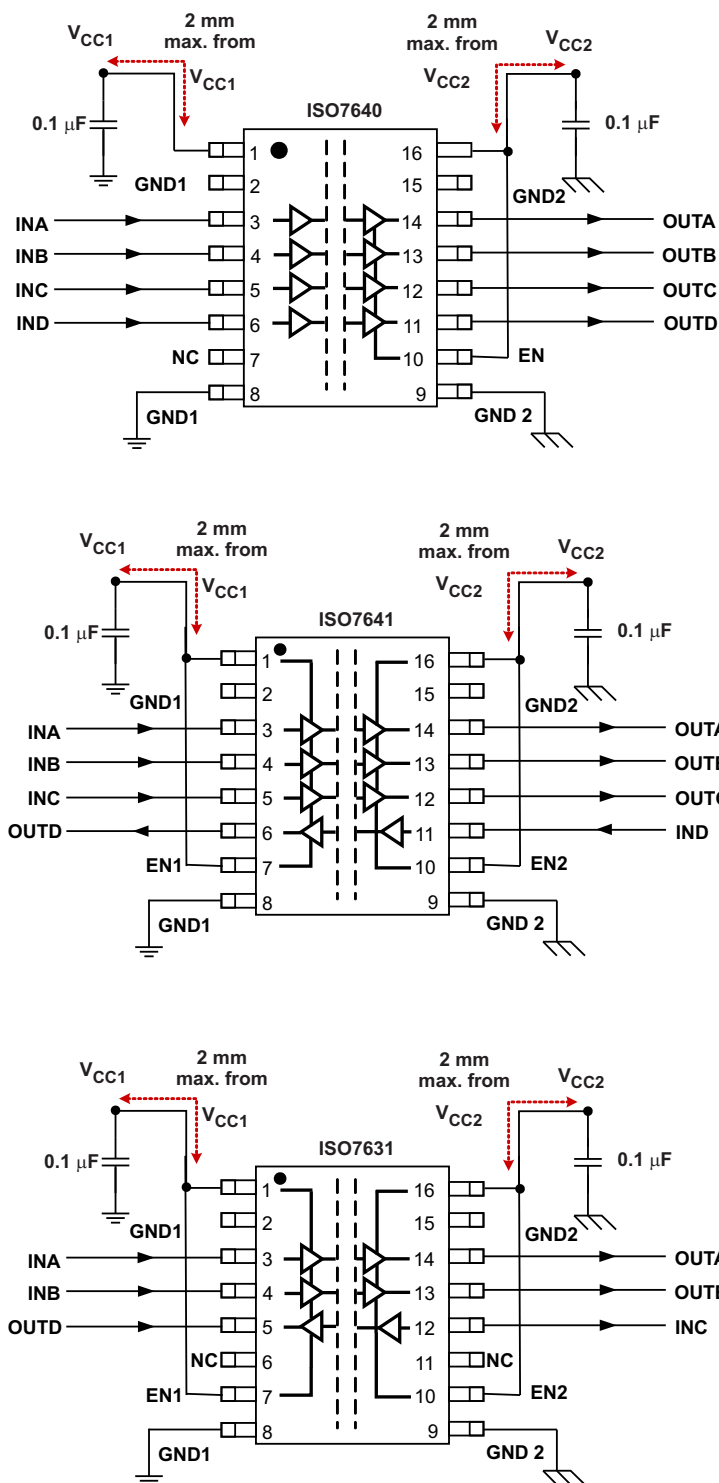 2 mm
max. from
VCC1
VCC1
0.1 μF
2 mm
max. from
VCC2
VCC2
0.1 μF
ISO7640
GND1
GND2
1
2
3
4
5
6
7
8
16
15
14
13
12
11
10
9
INA
INB
INC
IND
NC
GND1
OUTA
OUTB
OUTC
OUTD
EN
GND 2
2 mm
max. from
VCC1
VCC1
0.1 μF
2 mm
max. from
VCC2
VCC2
0.1 μF
ISO7641
GND1
GND2
1
2
3
4
5
6
7
8
16
15
14
13
12
11
10
9
INA
INB
INC
OUTD
EN1
GND1
OUTA
OUTB
OUTC
IND
EN2
GND 2
2 mm
max. from
VCC1
VCC1
0.1 μF
2 mm
max. from
VCC2
VCC2
0.1 μF
ISO7631
GND1
GND2
1
2
3
4
5
6
7
8
16
15
14
13
12
11
10
9
INA
INB
OUTD
NC
EN1
GND1
OUTA
OUTB
INC
NC
EN2
GND 2